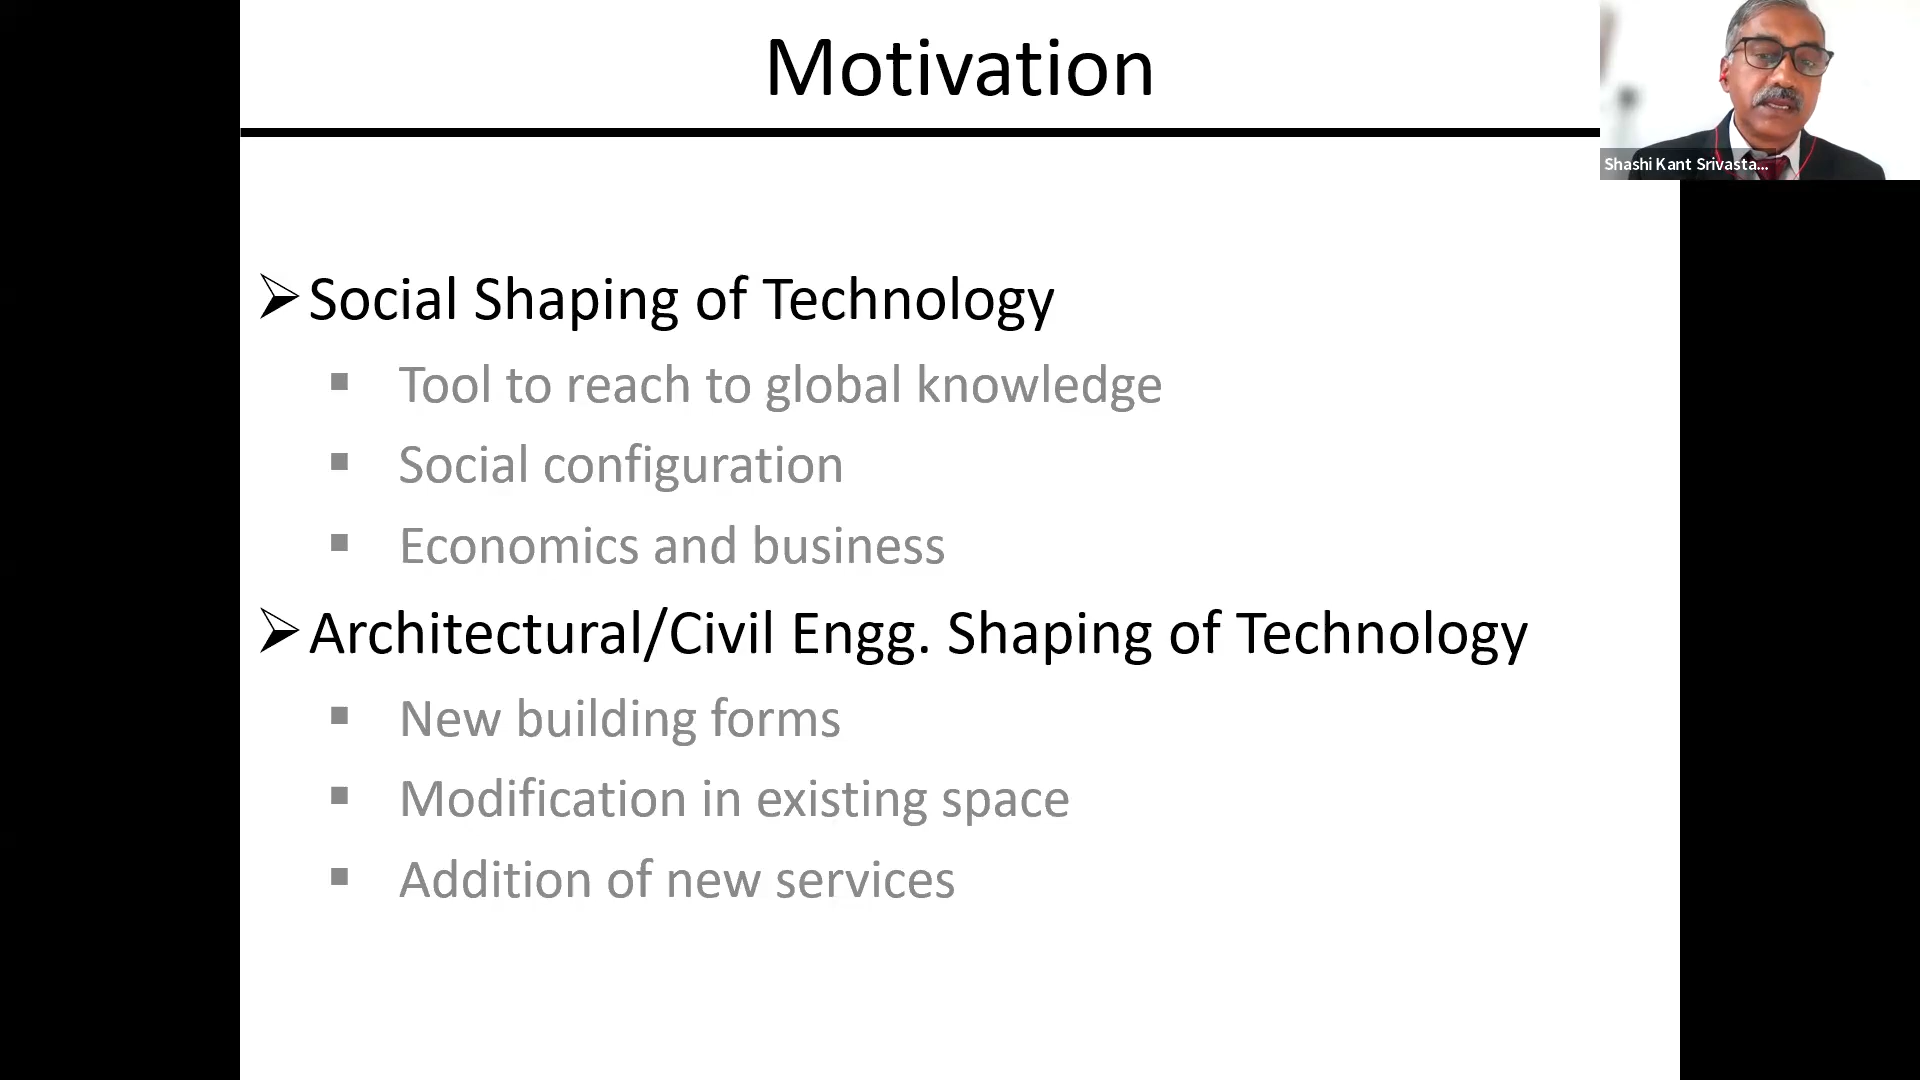 Motivation
Shashi Kant Srivasta...
Social Shaping of Technology
Tool to reach to global knowledge
Social configuration
Economics and business
Architectural/Civil Engg. Shaping of Technology
New building forms
Modification in existing space
Addition of new services